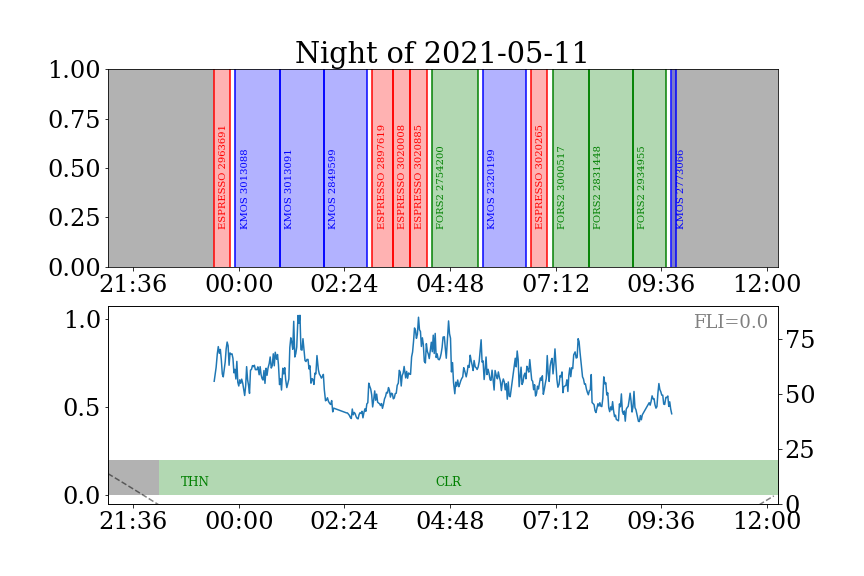 Night of 2021-05-11
1.00
0.75
0.50
0.25
0.00
ESPRESSO 2963691
KMOS 3013088
KMOS 3013091
KMOS 2849599
ESPRESSO 2897619
ESPRESSO 3020008
ESPRESSO 3020885
FORS2 2754200
KMOS 2320199
ESPRESSO 3020265
FORS2 3000517
FORS2 2831448
FORS2 2934955
KMOS 2773066
21:36 00:00 02:24 04:48 07:12 09:36 12:00
1.0
0.5
0.0
FLI=0.0
75
50
25
0
THN CLR
21:36 00:00 02:24 04:48 07:12 09:36 12:00